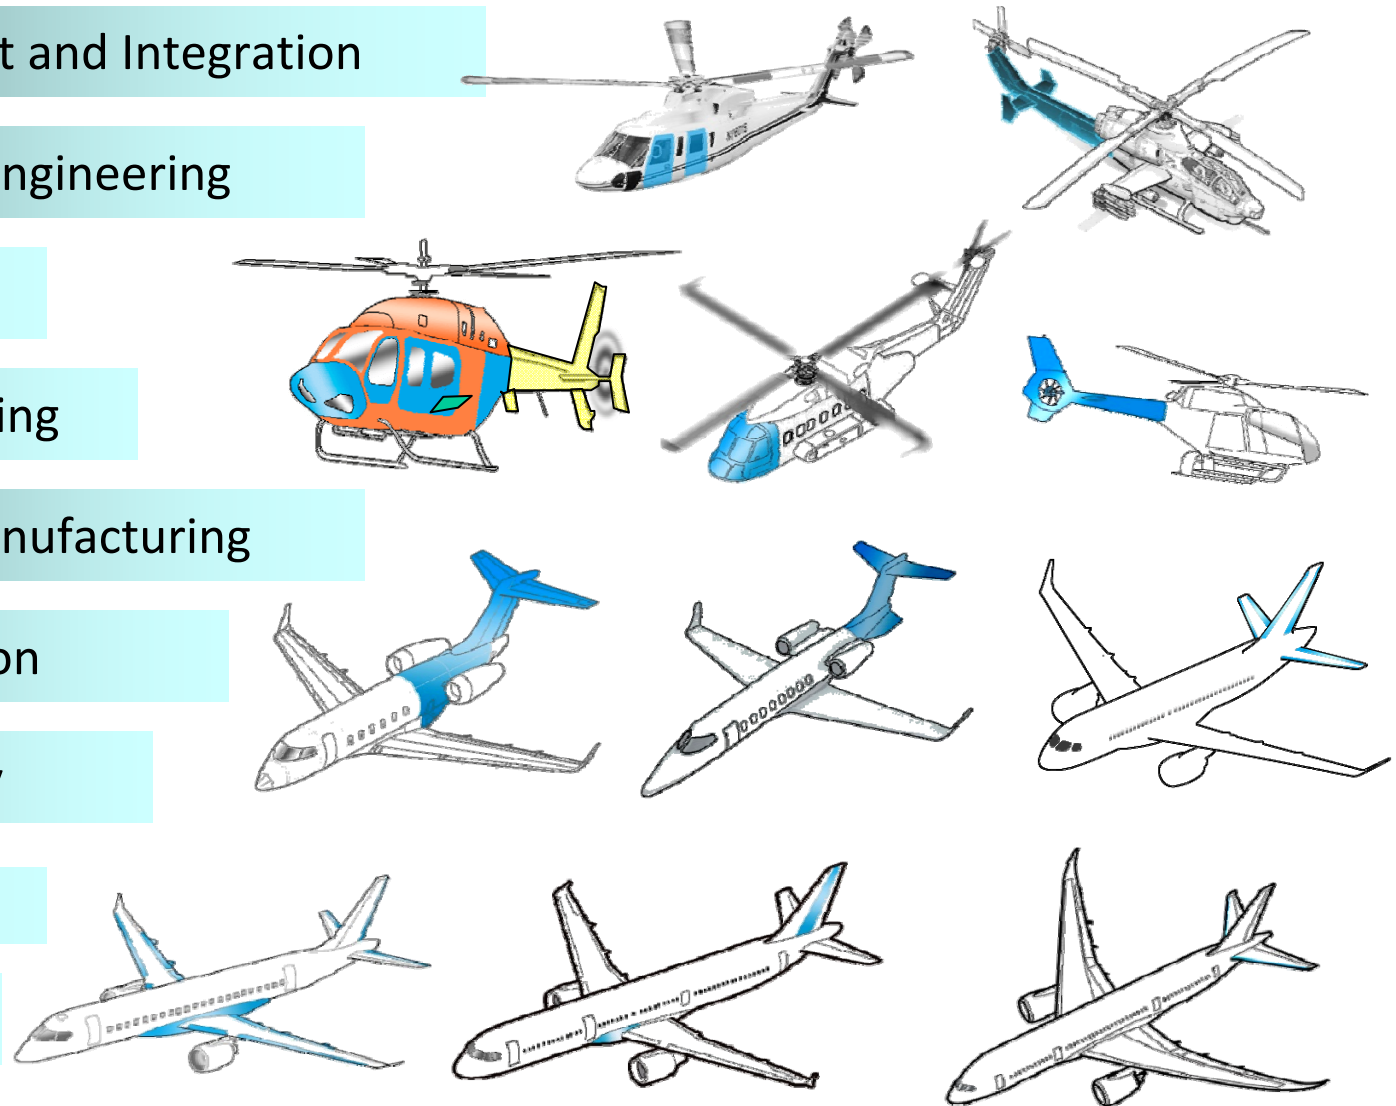 t and Integration
ngineering
ing
nufacturing
on